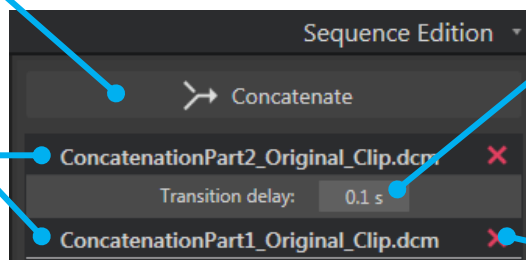 Sequence Edition
Concatenate
ConcatenationPart2_Original_Clip.dcm
Transition delay: 0.1 s
ConcatenationPart1_Original_Clip.dcm